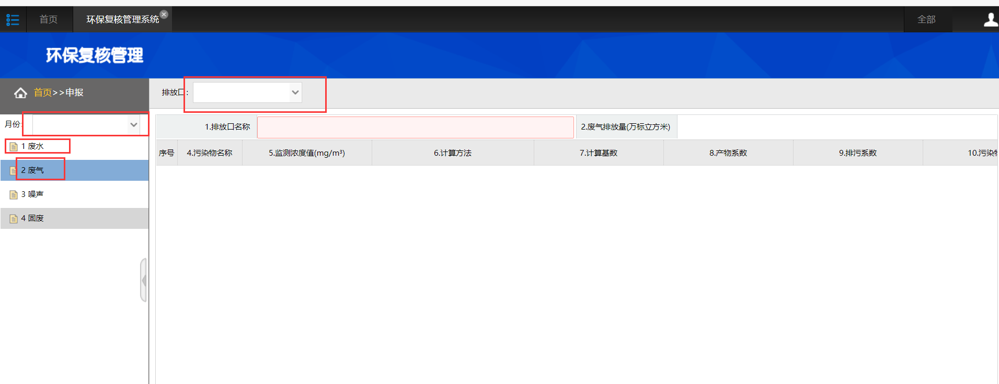 首页
环保复核管理系统
全部
环保复核管理
首页>>申报
排放口：
月份
1 废水
2 废气
3 噪声
4 固废
1.排放口名称
2.废气排放量(万标立方米)
序号
4.污染物名称
5.监测浓度值(mg/m³)
6.计算方法
7.计算基数
8.产物系数
9.排污系数
10.污染